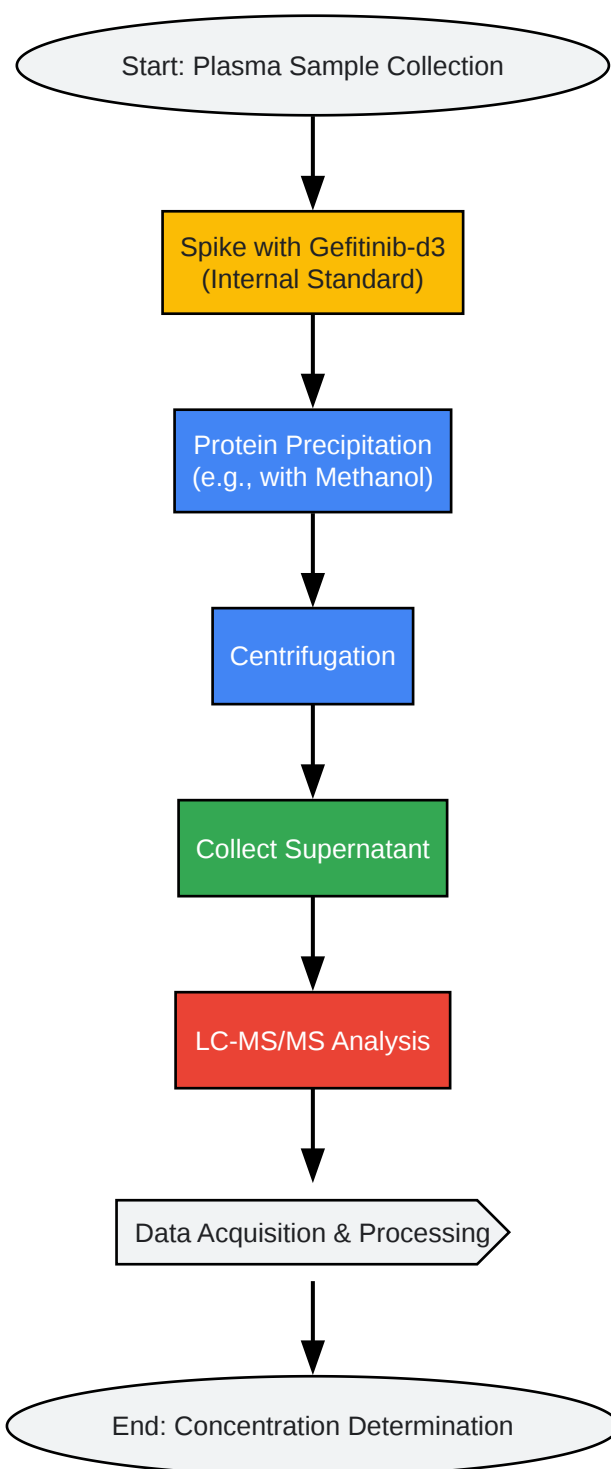 Start: Plasma Sample Collection
Spike with Gefitinib-d3
(Internal Standard)
Protein Precipitation
(e.g., with Methanol)
Centrifugation
Collect Supernatant
LC-MS/MS Analysis
Data Acquisition & Processing
End: Concentration Determination